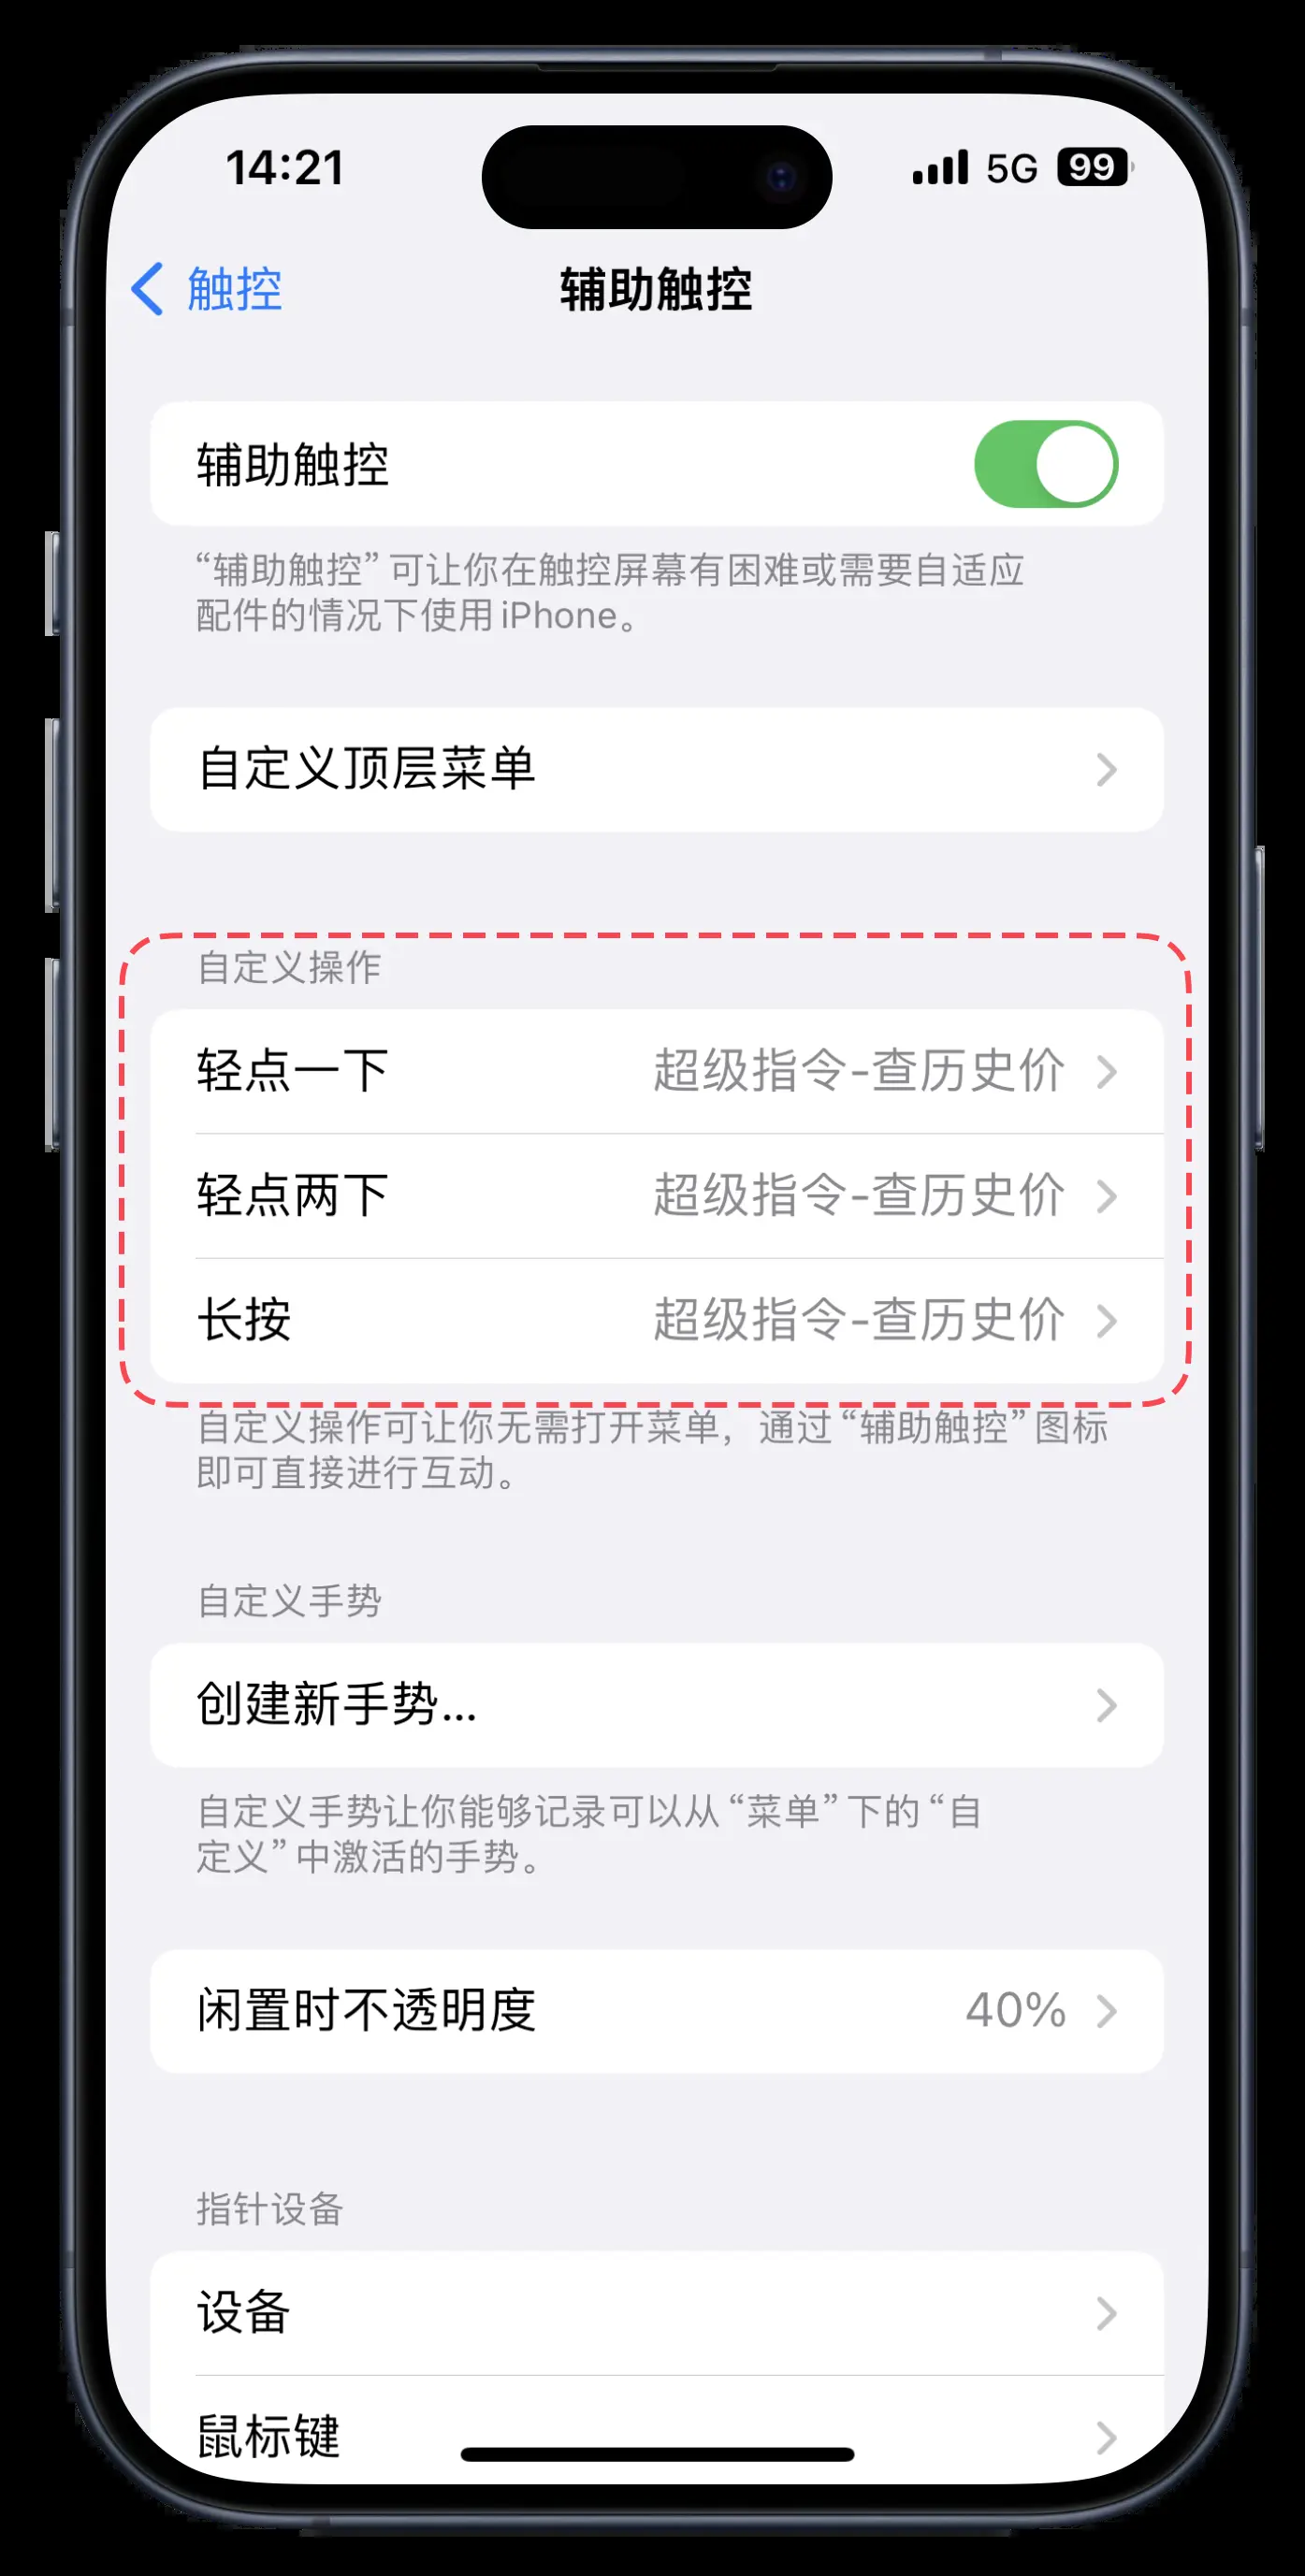 14:21
5G 99
触控
辅助触控
辅助触控
“辅助触控”可让你在触控屏幕有困难或需要自适应
配件的情况下使用 iPhone。
自定义顶层菜单
自定义操作
轻点一下 超级指令-查历史价
轻点两下 超级指令-查历史价
长按 超级指令-查历史价
自定义操作可让你无需打开菜单，通过“辅助触控”图标
即可直接进行互动。
自定义手势
创建新手势...
自定义手势让你能够记录可以从“菜单”下的“自
定义”中激活的手势。
闲置时不透明度 40%
指针设备
设备
鼠标键